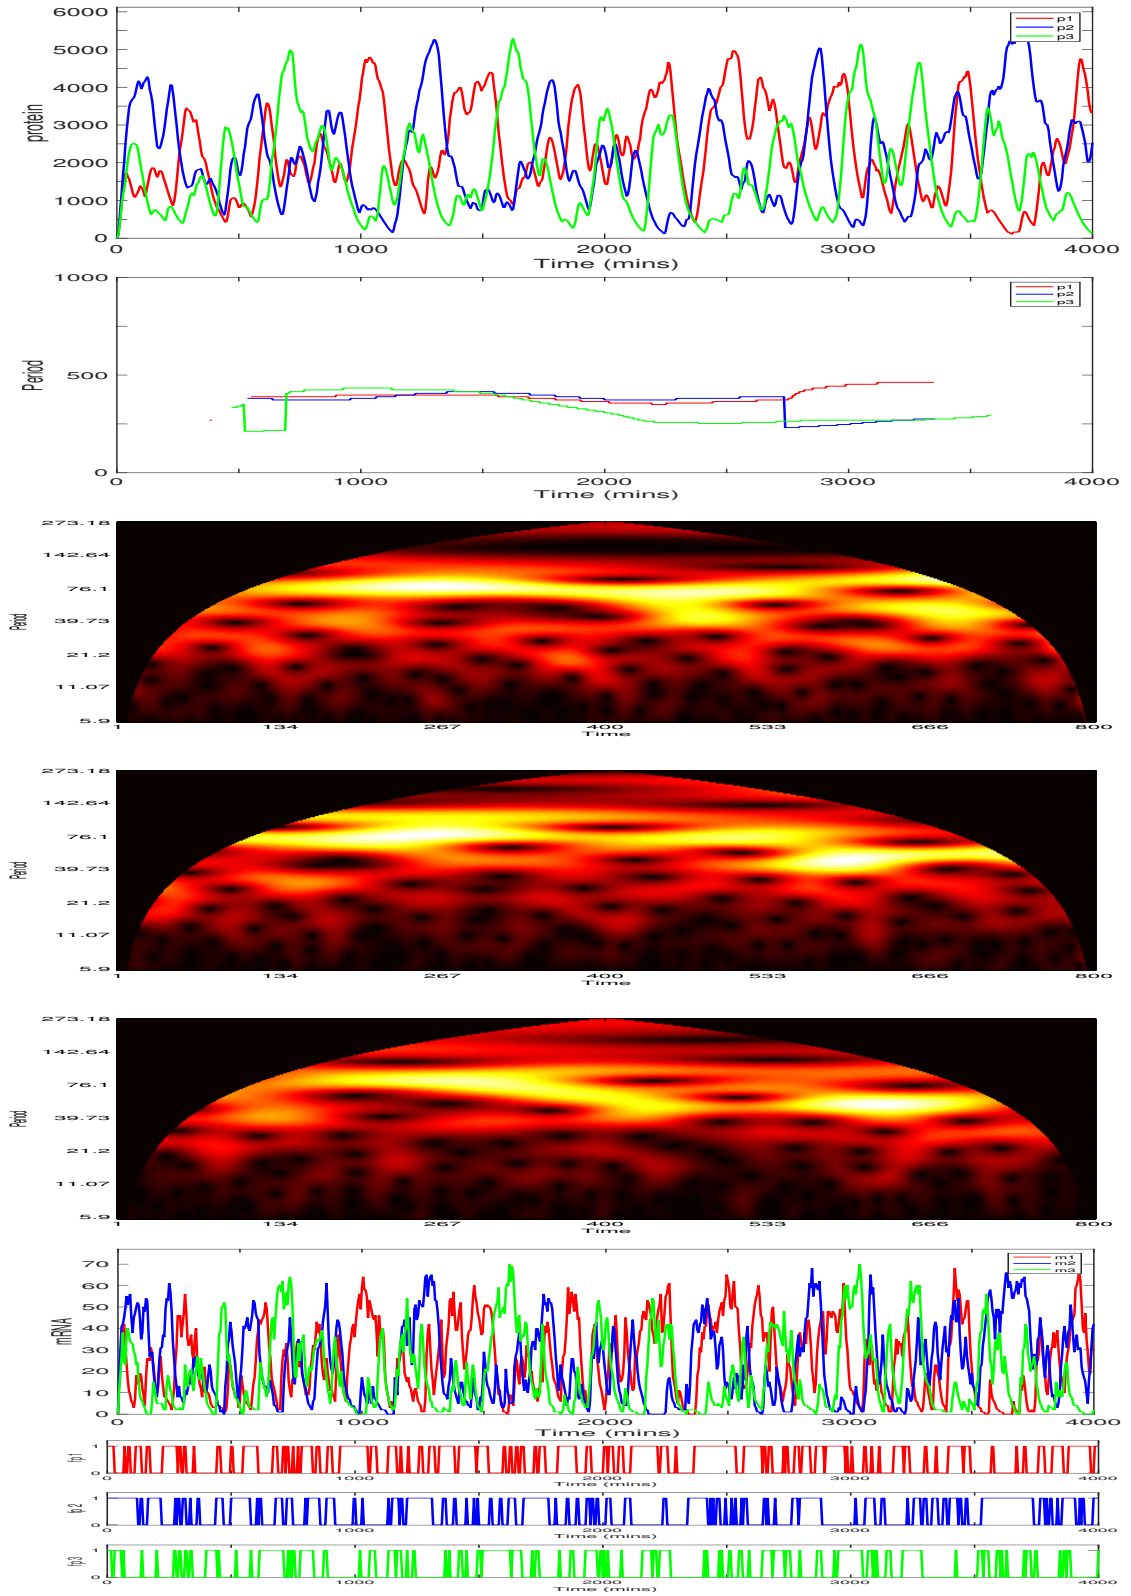 6000
5000
4000
3000
2000
1000
0
protein
p1
p2
p3
0 1000 2000 3000 4000
Time (mins)
1000
500
0
Period
p1
p2
p3
0 1000 2000 3000 4000
Time (mins)
273.18
142.64
76.1
39.73
21.2
11.07
5.9
Period
1 134 267 400 533 666 800
Time
273.18
142.64
76.1
39.73
21.2
11.07
5.9
Period
1 134 267 400 533 666 800
Time
273.18
142.64
76.1
39.73
21.2
11.07
5.9
Period
1 134 267 400 533 666 800
Time
70
60
50
40
30
20
10
0
mRNA
m1
m2
m3
0 1000 2000 3000 4000
Time (mins)
1
0
fp1
0 1000 2000 3000 4000
Time (mins)
1
0
fp2
0 1000 2000 3000 4000
Time (mins)
1
0
fp3
0 1000 2000 3000 4000
Time (mins)